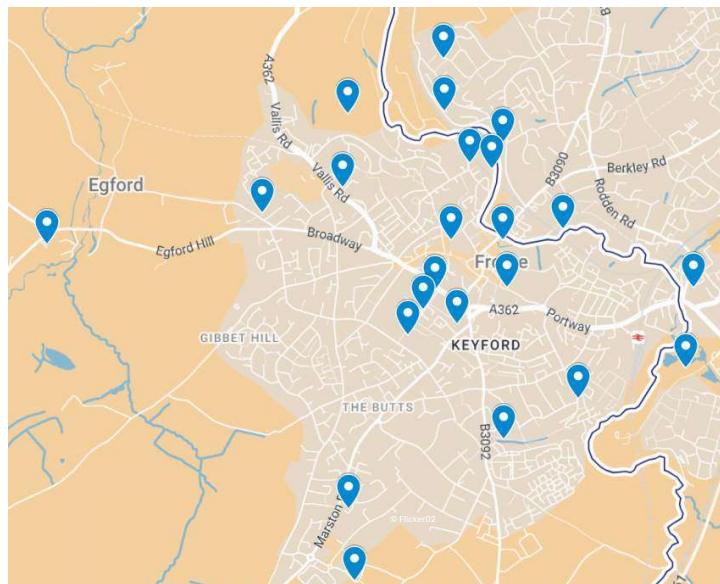 A362
B
Vallis Rd
Vallis Rd
B3090
Berkley Rd
Rodden Rd
Egford
Egford Hill
Broadway
A362
Portway
GIBBET HILL
KEYFORD
THE BUTTS
B3092
Marston
© Flicker02